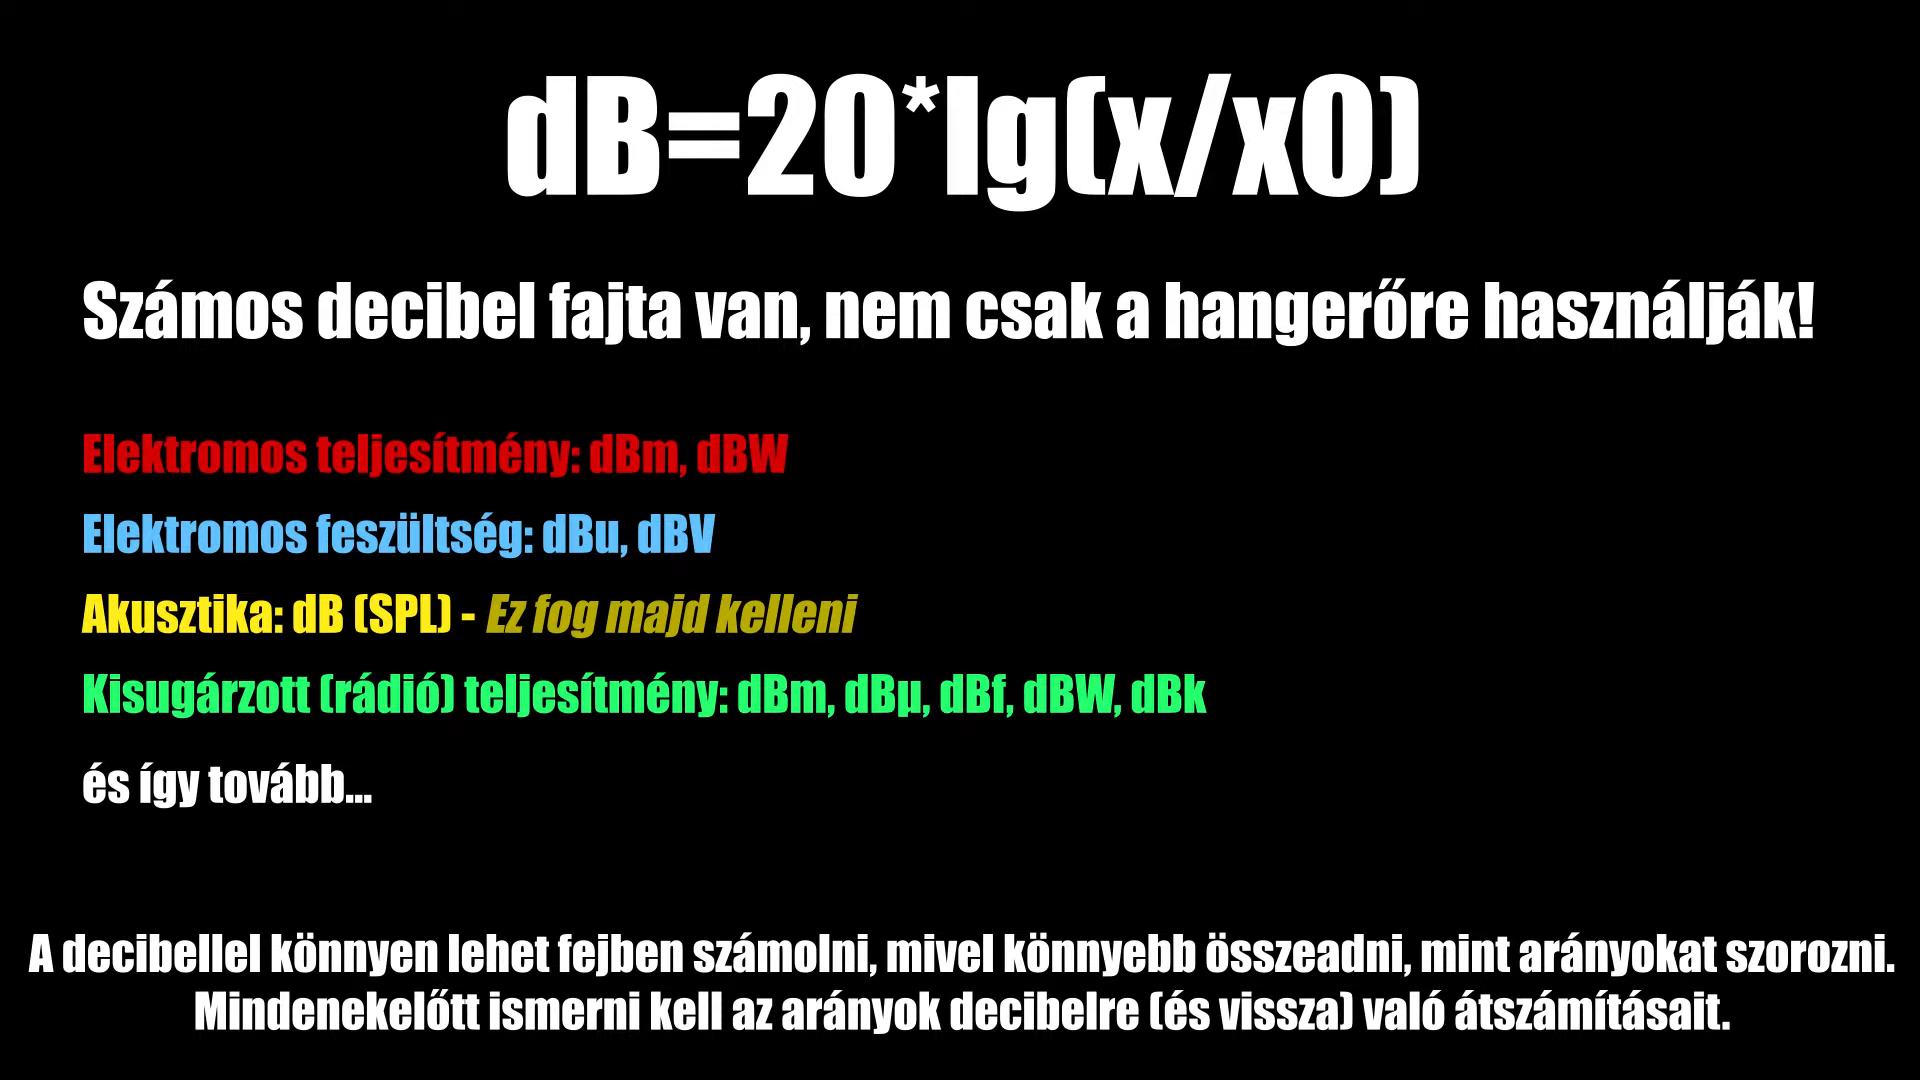 dB=20*lg(x/x0)
Számos decibel fajta van, nem csak a hangerőre használják!
Elektromos teljesítmény: dBm, dBW
Elektromos feszültség: dBu, dBV
Akusztika: dB (SPL) - Ez fog majd kelleni
Kisugárzott (rádió) teljesítmény: dBm, dBµ, dBf, dBW, dBk
és így tovább...
A decibellel könnyen lehet fejben számolni, mivel könnyebb összeadni, mint arányokat szorozni.
Mindenekelőtt ismerni kell az arányok decibelre (és vissza) való átszámításait.